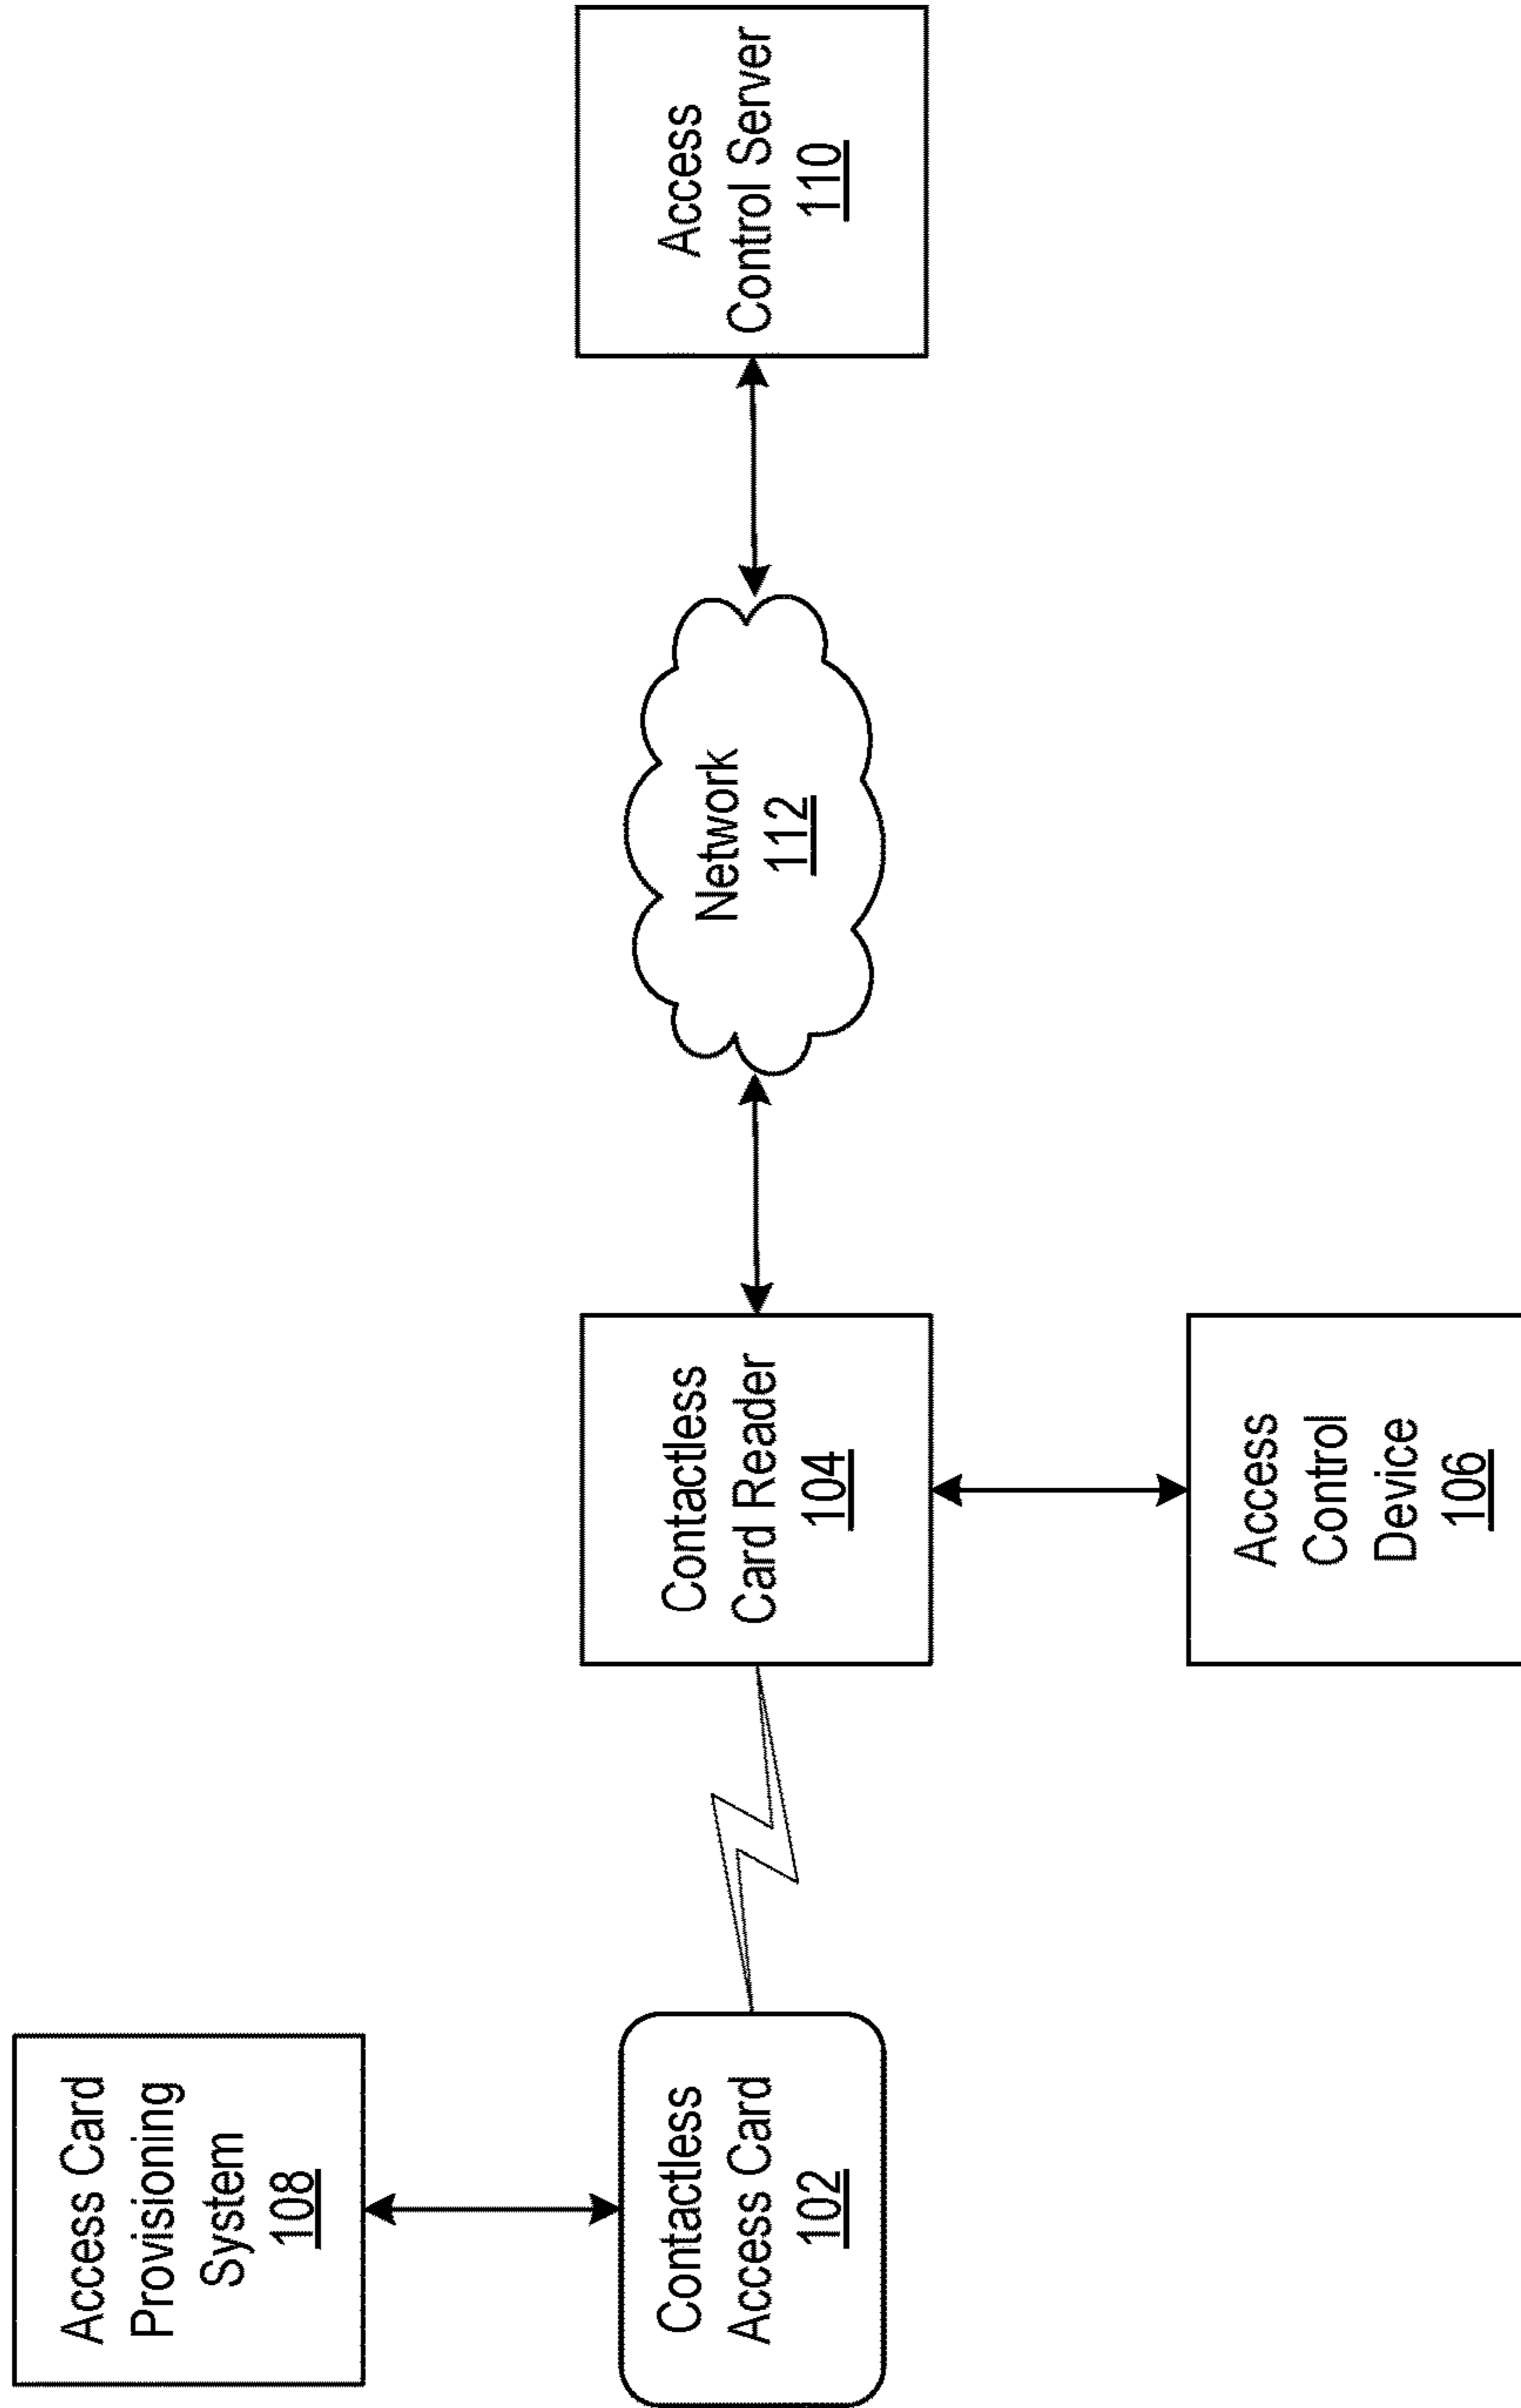 Access Card
Provisioning
System
108
Contactless
Access Card
102
Contactless
Card Reader
104
Access
Control
Device
106
Network
112
Access
Control Server
110